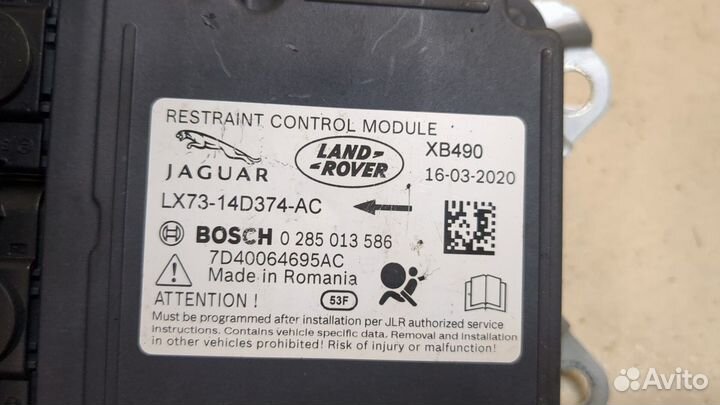 RESTRAINT CONTROL MODULE
JAGUAR
LAND-
ROVER
XB490
16-03-2020
LX73-14D374-AC
BOSCH 0 285 013 586
7D40064695AC
Made in Romania
ATTENTION !
53F
Must be programmed after installation per JLR authorized service
instructions. Contains vehicle specific data. Removal and Installation
in other vehicles prohibited! Risk of injury or malfunction!
Avito